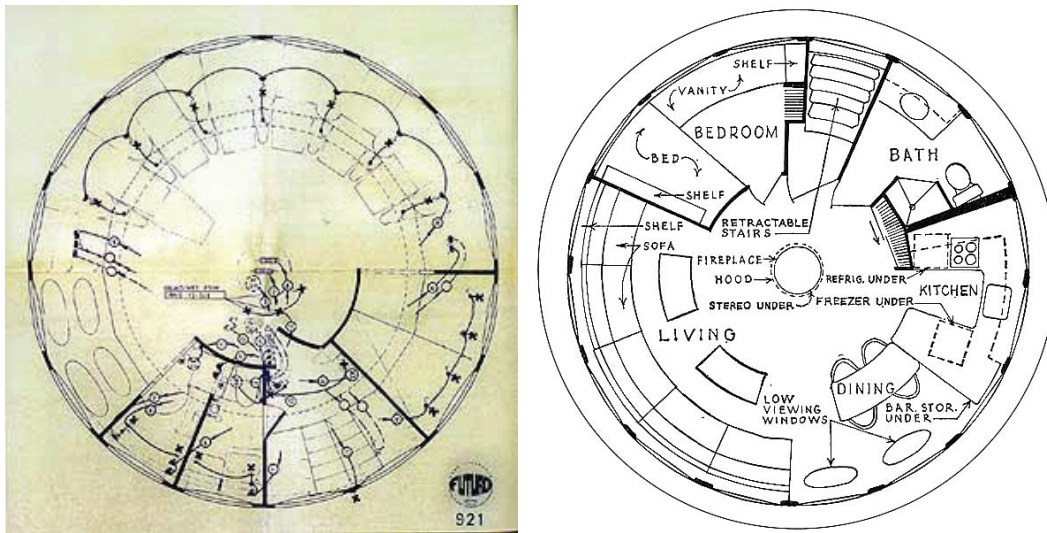 FUTURO
921
SHELF
VANITY
BEDROOM
BED
SHELF
BATH
RETRACTABLE
STAIRS
SHELF
SOFA
FIREPLACE
HOOD
STEREO UNDER
REFRIG. UNDER
FREEZER UNDER
KITCHEN
LIVING
DINING
LOW
VIEWING
WINDOWS
BAR. STOR.
UNDER